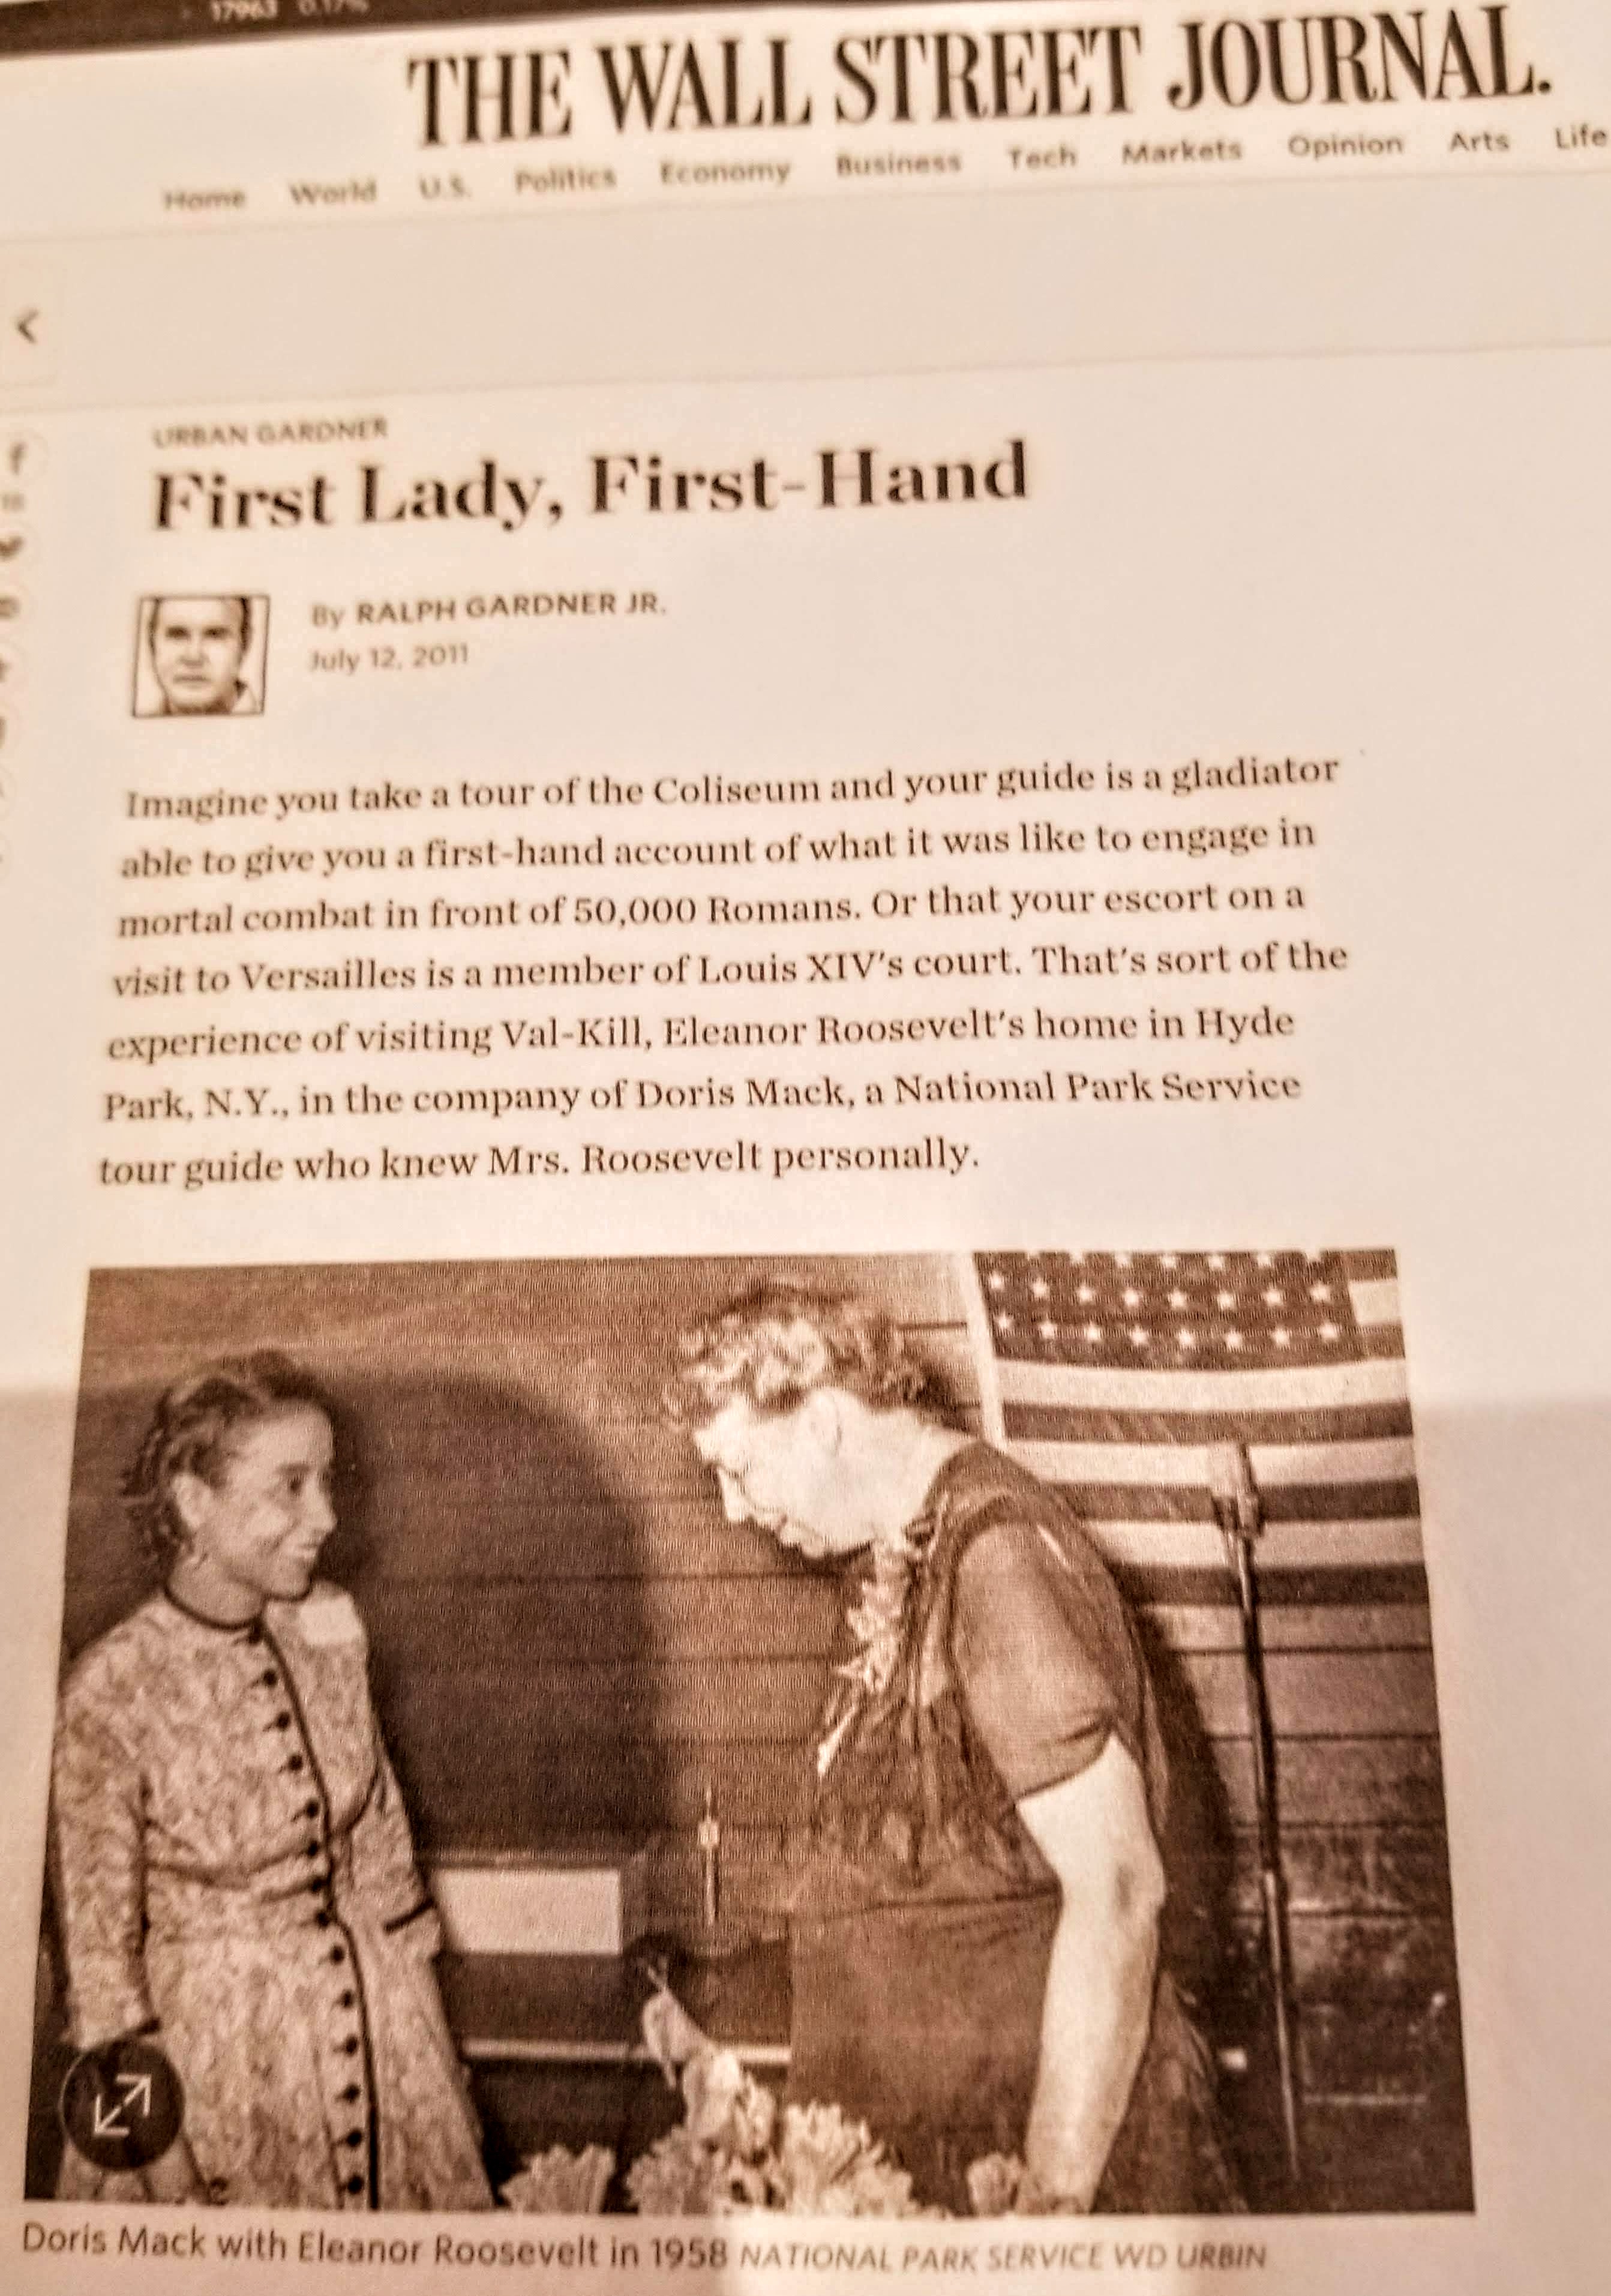 17963 0.17%
THE WALL STREET JOURNAL.
Home World U.S. Politics Economy Business Tech Markets Opinion Arts Life
URBAN GARDNER
First Lady, First-Hand
By RALPH GARDNER JR.
July 12, 2011
Imagine you take a tour of the Coliseum and your guide is a gladiator
able to give you a first-hand account of what it was like to engage in
mortal combat in front of 50,000 Romans. Or that your escort on a
visit to Versailles is a member of Louis XIV's court. That's sort of the
experience of visiting Val-Kill, Eleanor Roosevelt's home in Hyde
Park, N.Y., in the company of Doris Mack, a National Park Service
tour guide who knew Mrs. Roosevelt personally.
Doris Mack with Eleanor Roosevelt in 1958 NATIONAL PARK SERVICE WD URBIN